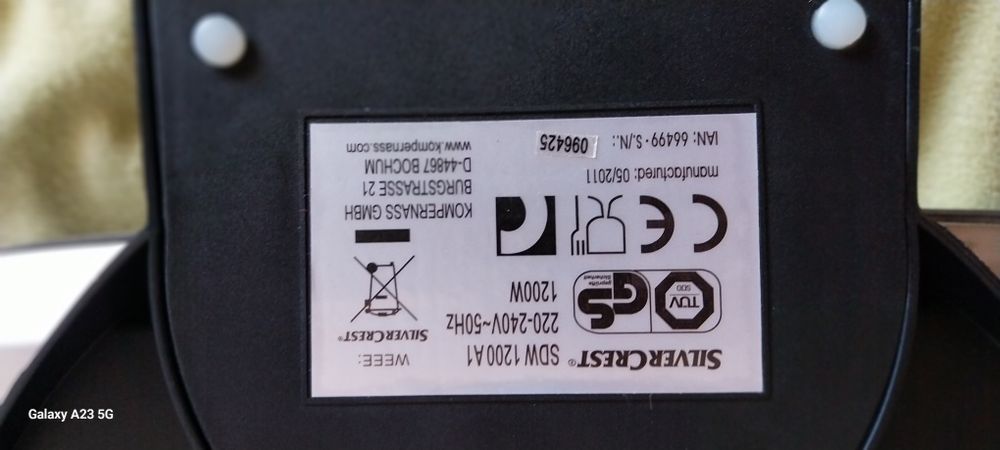 SILVERCREST®
SDW 1200 A1
220-240V~50Hz
1200W
TÜV
SÜD
GS
geprüfte
Sicherheit
CE
manufactured: 05/2011
IAN: 66499 · S./N.:
096425
WEEE:
SILVERCREST®
KOMPERNASS GMBH
BURGSTRASSE 21
D-44867 BOCHUM
www.kompernass.com
Galaxy A23 5G